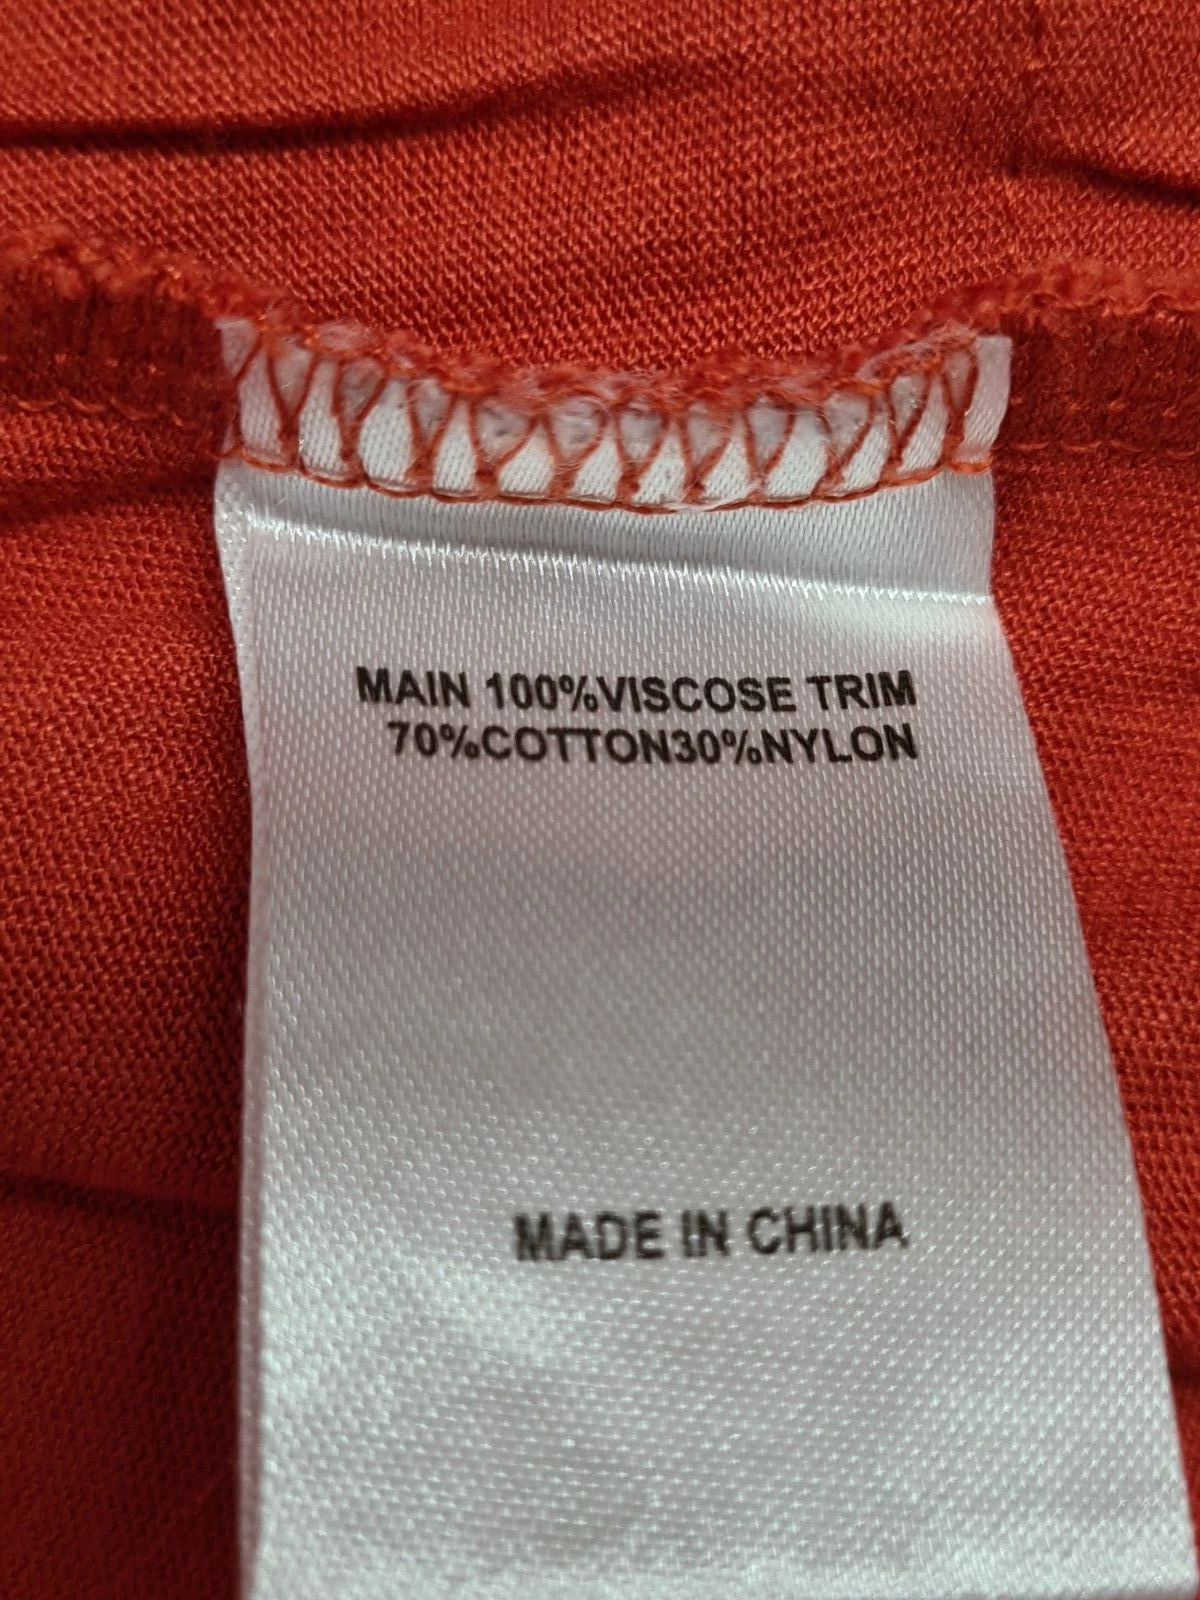 MAIN 100%VISCOSE TRIM
70%COTTON30%NYLON
MADE IN CHINA